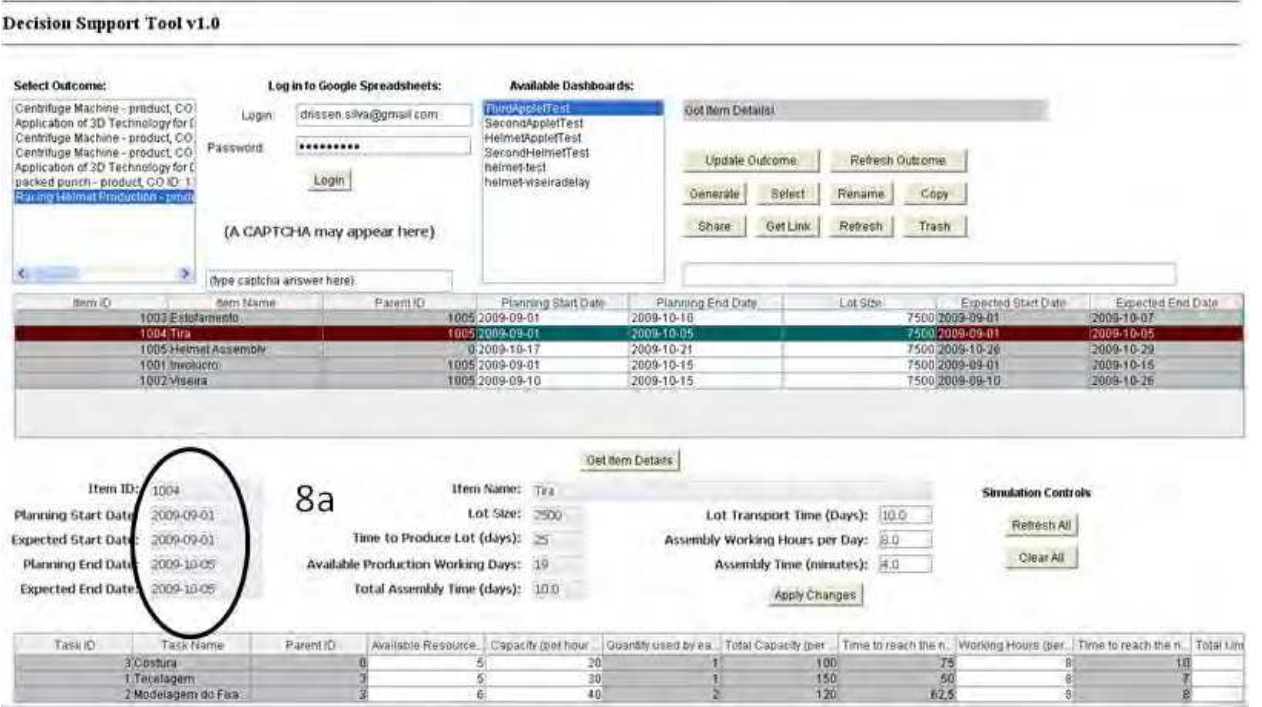 Decision Support Tool v1.0
Select Outcome:
Log in to Google Spreadsheets:
Available Dashboards:
Centrifuge Machine - product, CO
Application of 3D Technology for D
Centrifuge Machine - product, CO
Centrifuge Machine - product, CO
Application of 3D Technology for D
packed punch - product, CO ID: 1
Racing Helmet Production - produ
Login
drissen.silva@gmail.com
Password
•••••••••
Login
(A CAPTCHA may appear here)
(type captcha answer here)
ThirdAppletTest
SecondAppletTest
HelmetAppletTest
SecondHelmetTest
helmet-test
helmet-viseiradelay
Got Item Details!
Update Outcome Refresh Outcome
Generate Select Rename Copy
Share Get Link Refresh Trash
Item ID Item Name Parent ID Planning Start Date Planning End Date Lot Size Expected Start Date Expected End Date
1003 Estofamento 1005 2009-09-01 2009-10-16 7500 2009-09-01 2009-10-07
1004 Tira 1005 2009-09-01 2009-10-05 7500 2009-09-01 2009-10-05
1005 Helmet Assembly 0 2009-10-17 2009-10-21 7500 2009-10-26 2009-10-29
1001 Involucro 1005 2009-09-01 2009-10-15 7500 2009-09-01 2009-10-15
1002 Viseira 1005 2009-09-10 2009-10-15 7500 2009-09-10 2009-10-26
Get Item Details
Item ID: 1004
Planning Start Date: 2009-09-01
Expected Start Date: 2009-09-01
Planning End Date: 2009-10-05
Expected End Date: 2009-10-05
8a
Item Name: Tira
Lot Size: 7500
Time to Produce Lot (days): 25
Available Production Working Days: 19
Total Assembly Time (days): 10.0
Lot Transport Time (Days): 10.0
Assembly Working Hours per Day: 8.0
Assembly Time (minutes): 4.0
Apply Changes
Simulation Controls
Refresh All
Clear All
Task ID Task Name Parent ID Available Resource... Capacity (per hour... Quantity used by ea... Total Capacity (per... Time to reach the n... Working Hours (per... Time to reach the n... Total Lin
3 Costura 0 5 20 1 100 75 8 10
1 Tecelagem 3 5 30 1 150 50 8 7
2 Modelagem do Fixa 3 6 40 2 120 62,5 8 8